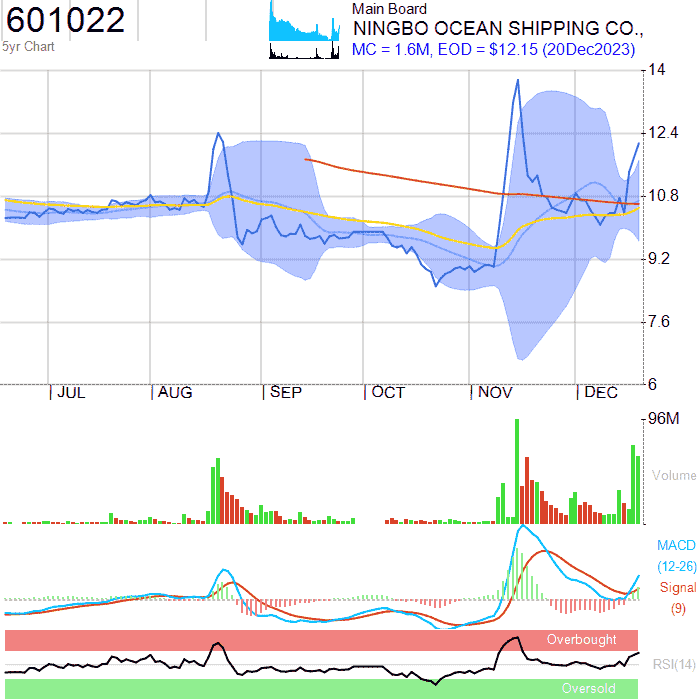 601022
5yr Chart
Main Board
NINGBO OCEAN SHIPPING CO.,
MC = 1.6M, EOD = $12.15 (20Dec2023)
14
12.4
10.8
9.2
7.6
6
JUL
AUG
SEP
OCT
NOV
DEC
96M
Volume
MACD
(12-26)
Signal
(9)
Overbought
RSI(14)
Oversold